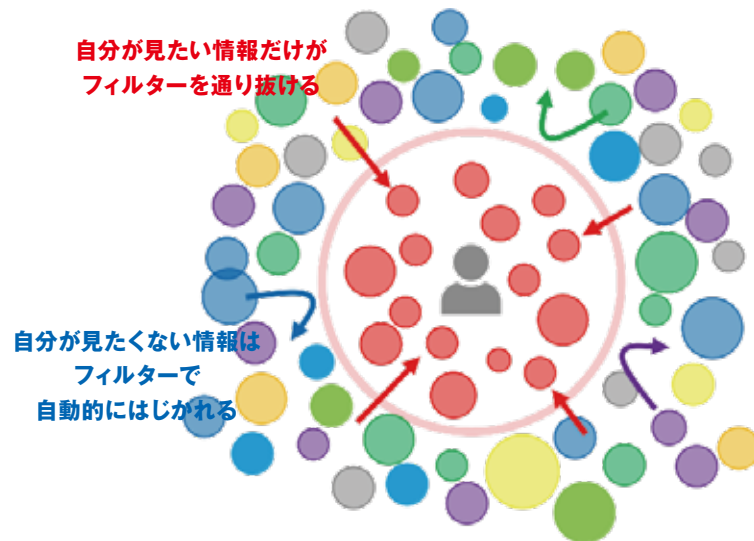 自分が見たい情報だけが
フィルターを通り抜ける
自分が見たくない情報は
フィルターで
自動的にはじかれる